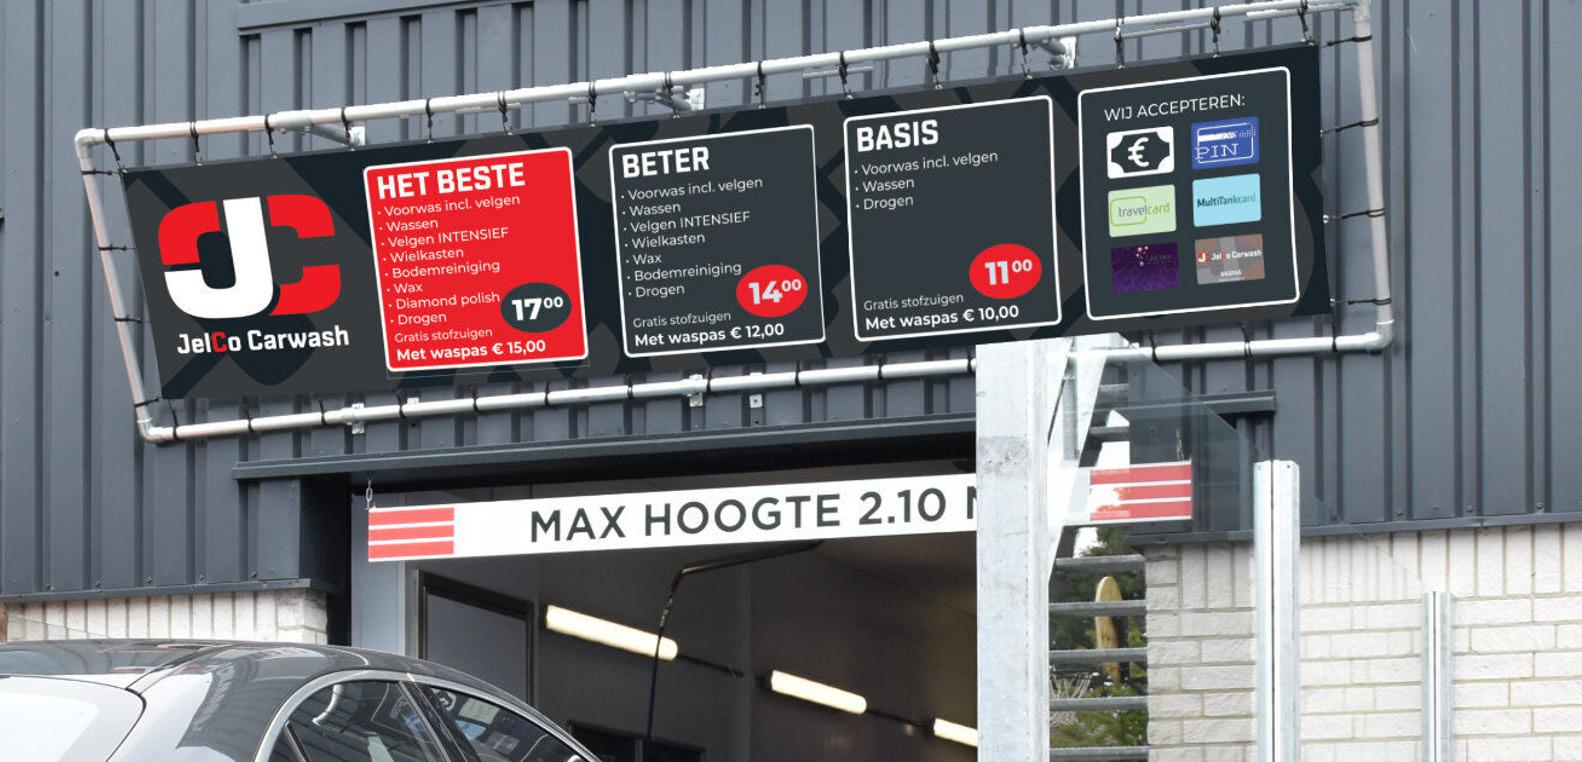 JC
JelCo Carwash
HET BESTE
· Voorwas incl. velgen
· Wassen
· Velgen INTENSIEF
· Wielkasten
· Bodemreiniging
· Wax
· Diamond polish
· Drogen
17⁰⁰
Gratis stofzuigen
Met waspas € 15,00
BETER
· Voorwas incl. velgen
· Wassen
· Velgen INTENSIEF
· Wielkasten
· Wax
· Bodemreiniging
· Drogen
14⁰⁰
Gratis stofzuigen
Met waspas € 12,00
BASIS
· Voorwas incl. velgen
· Wassen
· Drogen
11⁰⁰
Gratis stofzuigen
Met waspas € 10,00
WIJ ACCEPTEREN:
€
PIN
travelcard
MultiTankcard
JelCo Carwash
MAX HOOGTE 2.10